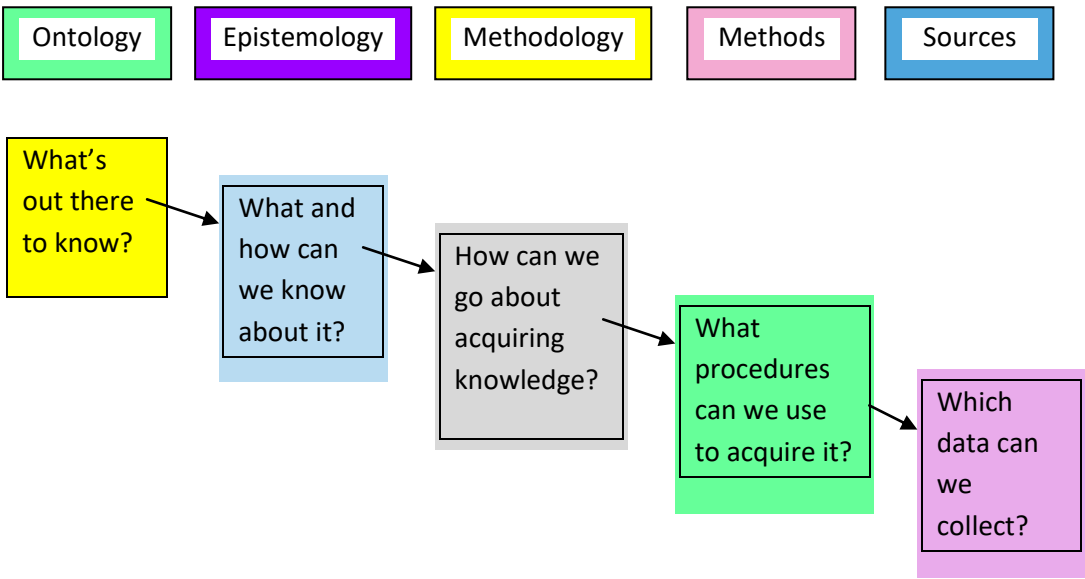 Ontology
Epistemology
Methodology
Methods
Sources
What’s
out there
to know?
What and
how can
we know
about it?
How can we
go about
acquiring
knowledge?
What
procedures
can we use
to acquire it?
Which
data can
we
collect?